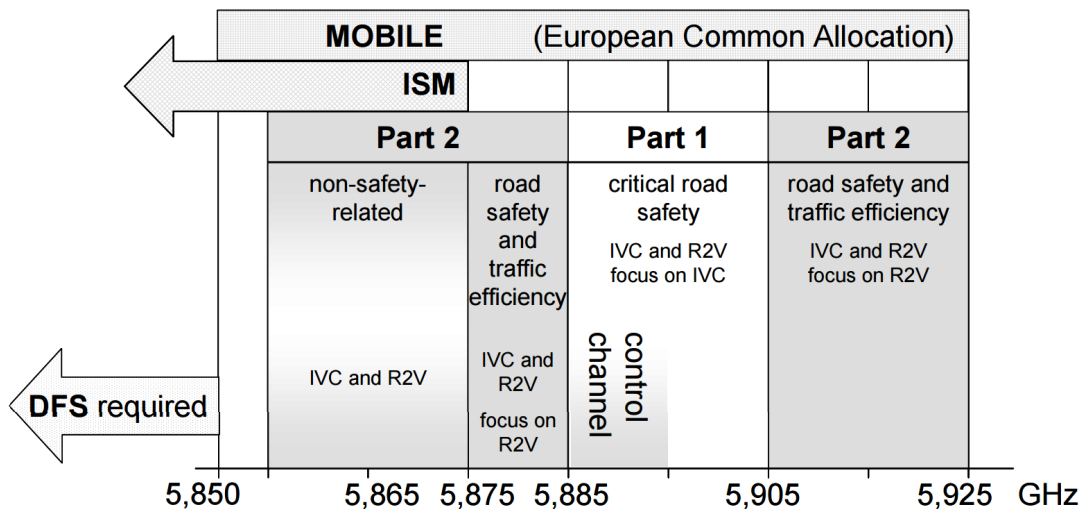 MOBILE (European Common Allocation)
ISM
Part 2
Part 1
Part 2
non-safety-
related
IVC and R2V
road
safety
and
traffic
efficiency
IVC and
R2V
focus on
R2V
critical road
safety
IVC and R2V
focus on IVC
control
channel
road safety and
traffic efficiency
IVC and R2V
focus on R2V
DFS required
5,850 5,865 5,875 5,885 5,905 5,925 GHz